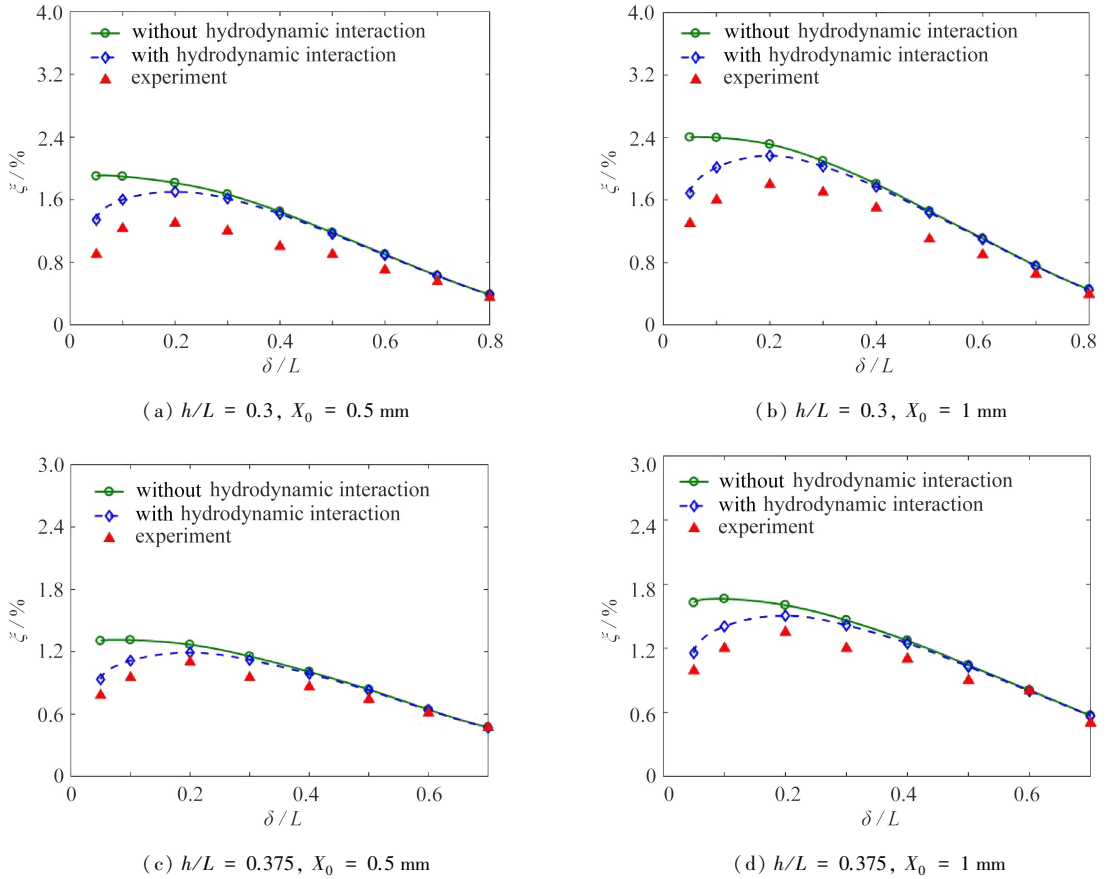 4.0
3.2
2.4
1.6
0.8
0
ξ / %
without hydrodynamic interaction
with hydrodynamic interaction
experiment
0 0.2 0.4 0.6 0.8
δ / L
(a) h/L = 0.3, X₀ = 0.5 mm
4.0
3.2
2.4
1.6
0.8
0
ξ / %
without hydrodynamic interaction
with hydrodynamic interaction
experiment
0 0.2 0.4 0.6 0.8
δ / L
(b) h/L = 0.3, X₀ = 1 mm
3.0
2.4
1.8
1.2
0.6
0
ξ / %
without hydrodynamic interaction
with hydrodynamic interaction
experiment
0 0.2 0.4 0.6
δ / L
(c) h/L = 0.375, X₀ = 0.5 mm
3.0
2.4
1.8
1.2
0.6
0
ξ / %
without hydrodynamic interaction
with hydrodynamic interaction
experiment
0 0.2 0.4 0.6
δ / L
(d) h/L = 0.375, X₀ = 1 mm